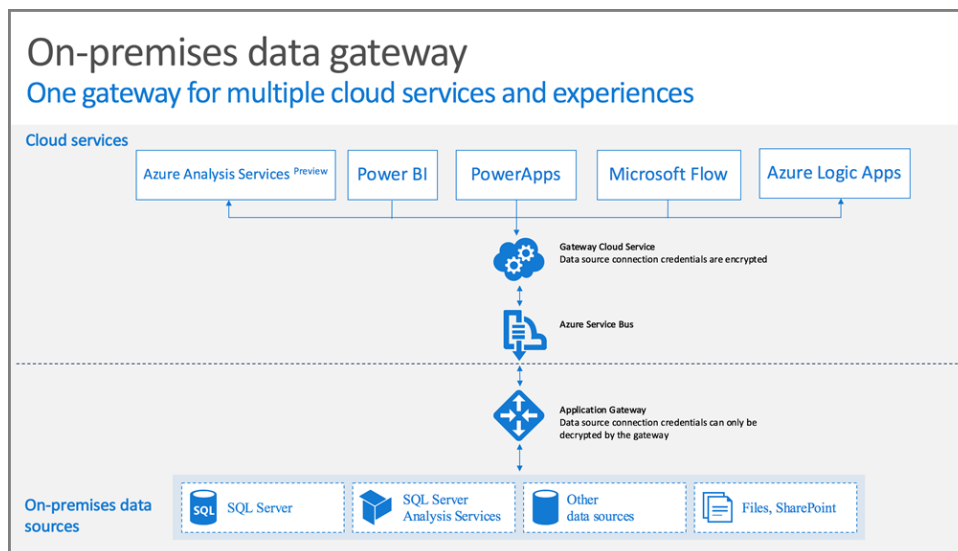 On-premises data gateway
One gateway for multiple cloud services and experiences
Cloud services
Azure Analysis Services Preview
Power BI
PowerApps
Microsoft Flow
Azure Logic Apps
Gateway Cloud Service
Data source connection credentials are encrypted
Azure Service Bus
Application Gateway
Data source connection credentials can only be
decrypted by the gateway
On-premises data
sources
SQL
SQL Server
SQL Server
Analysis Services
Other
data sources
Files, SharePoint